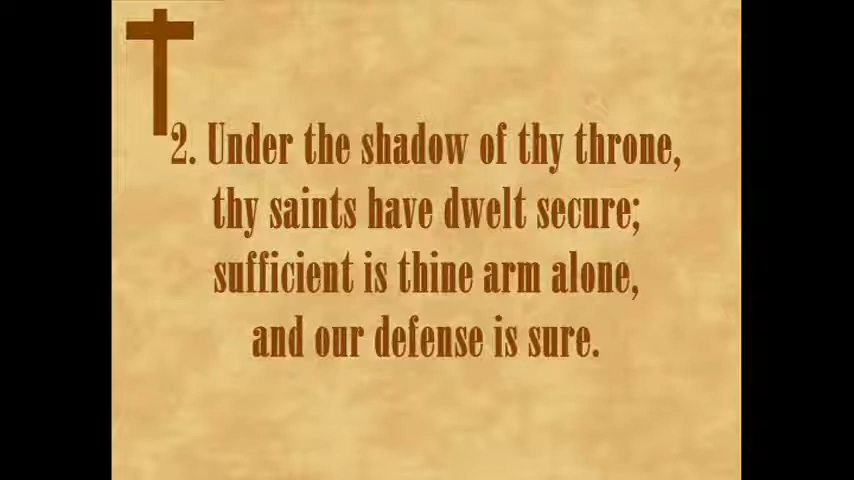 2. Under the shadow of thy throne,
thy saints have dwelt secure;
sufficient is thine arm alone,
and our defense is sure.